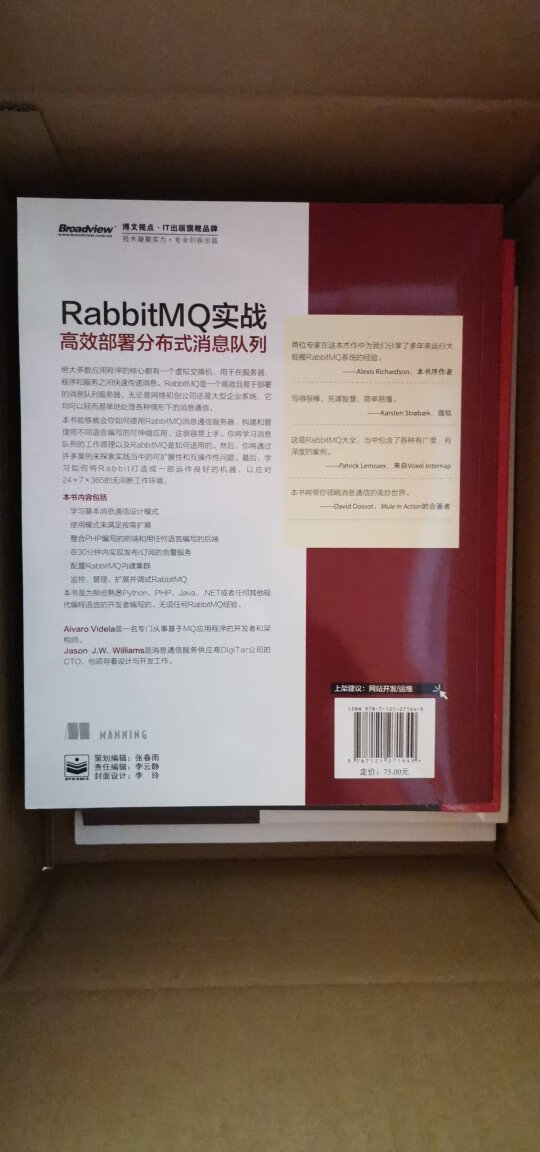 Broadview®
www.broadview.com.cn
博文视点·IT出版旗舰品牌
技术凝聚实力·专业创新出版
RabbitMQ实战
高效部署分布式消息队列
绝大多数应用程序的核心都有一个虚拟交换机，用于在服务器、
程序和服务之间快速传递消息。RabbitMQ是一个高效且易于部署
的消息队列服务器，无论是网络初创公司还是大型企业系统，它
均可以轻而易举地处理各种情形下的消息通信。
本书能够教会你如何使用RabbitMQ消息通信服务器，构建和管
理用不同语言编写的可伸缩应用。这很容易上手。你将学习消息
队列的工作原理以及RabbitMQ是如何适用的。然后，你将通过
许多案例来探索实践当中的可扩展性和互操作性问题。最后，学
习如何将Rabbit打造成一部运作良好的机器，以应对
24×7×365的无间断工作环境。
本书内容包括
·学习基本消息通信设计模式
·使用模式来满足按需扩展
·整合PHP编写的前端和用任何语言编写的后端
·在30分钟内实现发布/订阅的告警服务
·配置RabbitMQ内建集群
·监控、管理、扩展并调试RabbitMQ
本书是为那些熟悉Python、PHP、Java、.NET或者任何其他现
代编程语言的开发者编写的。无须任何RabbitMQ经验。
Alvaro Videla是一名专门从事基于MQ应用程序的开发者和架
构师。
Jason J.W. Williams是消息通信服务供应商DigiTar公司的
CTO，他领导着设计与开发工作。
MANNING
策划编辑：张春雨
责任编辑：李云静
封面设计：李 玲
两位专家在这本杰作中为我们分享了多年来运行大
规模RabbitMQ系统的经验。
——Alexis Richardson，本书序作者
写得很棒，充满智慧，简单易懂。
——Karsten Strøbæk，微软
这是RabbitMQ大全，当中包含了各种有广度、有
深度的案例。
——Patrick Lemiuex，来自Voxel Internap
本书将带你领略消息通信的美妙世界。
——David Dossot，Mule in Action的合著者
上架建议：网站开发/运维
ISBN 978-7-121-27164-9
9 787121 271649 >
定价：75.00元